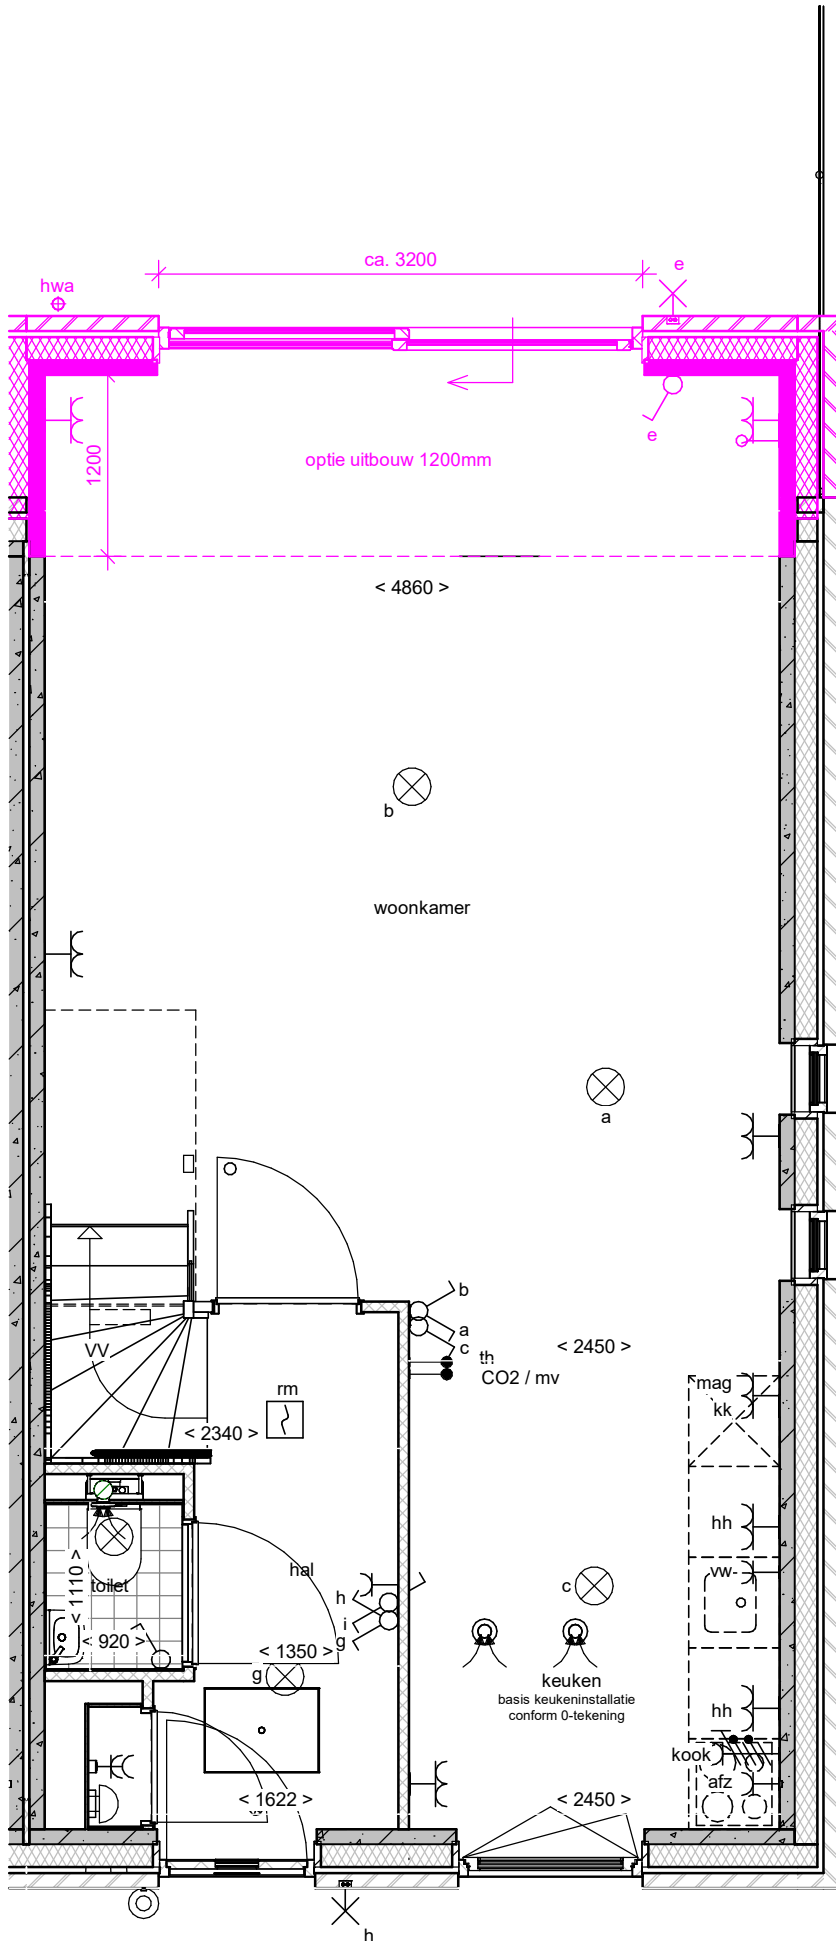 ca. 3200
e
hwa
e
1200
optie uitbouw 1200mm
< 4860 >
b
woonkamer
a
b
a
c
th
CO2 / mv
< 2450 >
VV
rm
mag
kk
< 2340 >
hh
vw
hal
toilet
< 1110 >
h
i
g
c
< 920 >
< 1350 >
g
keuken
basis keukeninstallatie
conform 0-tekening
hh
kook
afz
< 1622 >
< 2450 >
h